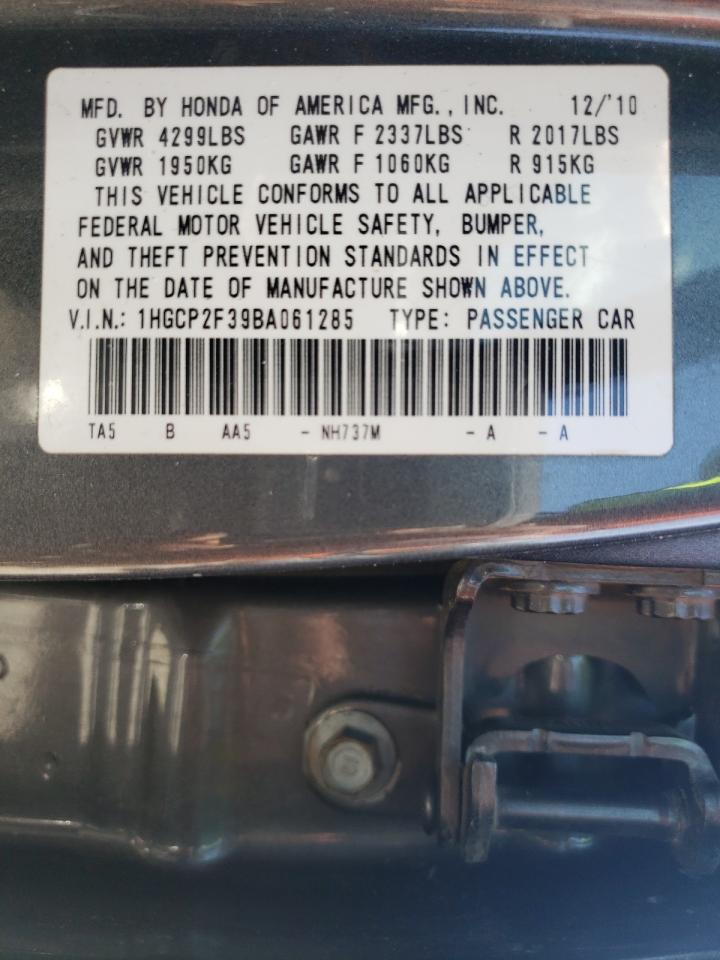 MFD. BY HONDA OF AMERICA MFG., INC. 12/'10
GVWR 4299LBS GAWR F 2337LBS R 2017LBS
GVWR 1950KG GAWR F 1060KG R 915KG
THIS VEHICLE CONFORMS TO ALL APPLICABLE
FEDERAL MOTOR VEHICLE SAFETY, BUMPER,
AND THEFT PREVENTION STANDARDS IN EFFECT
ON THE DATE OF MANUFACTURE SHOWN ABOVE.
V.I.N.: 1HGCP2F39BA061285 TYPE: PASSENGER CAR
TA5 B AA5 - NH737M - A - A